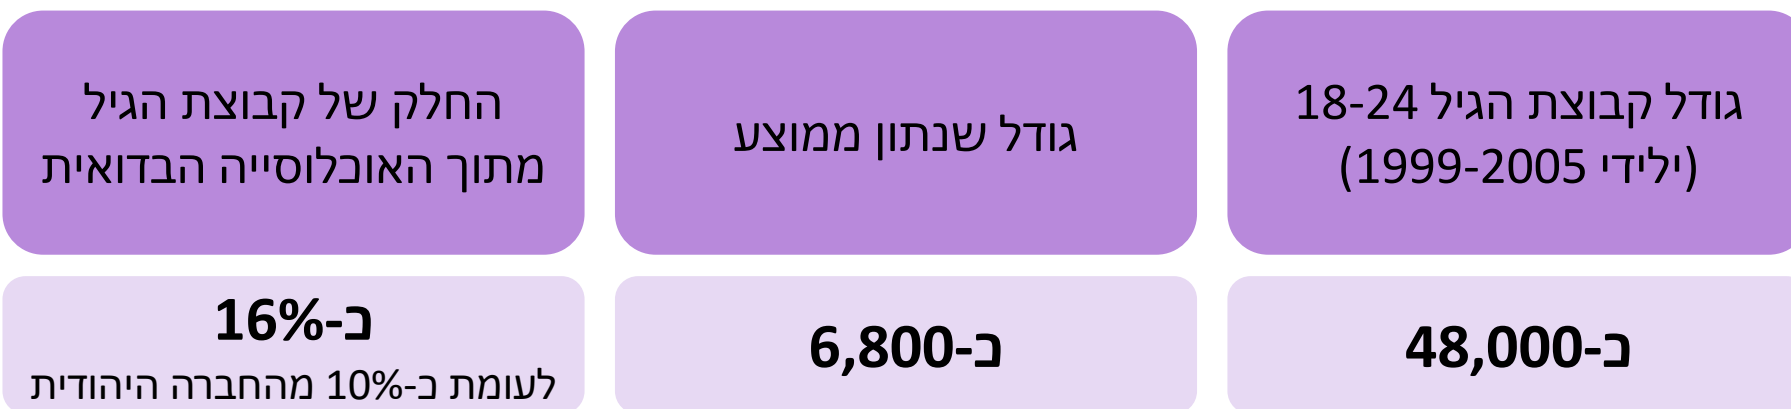 גודל קבוצת הגיל 18-24
(ילידי 1999-2005)
כ-48,000
גודל שנתון ממוצע
כ-6,800
החלק של קבוצת הגיל
מתוך האוכלוסייה הבדואית
כ-16%
לעומת כ-10% מהחברה היהודית